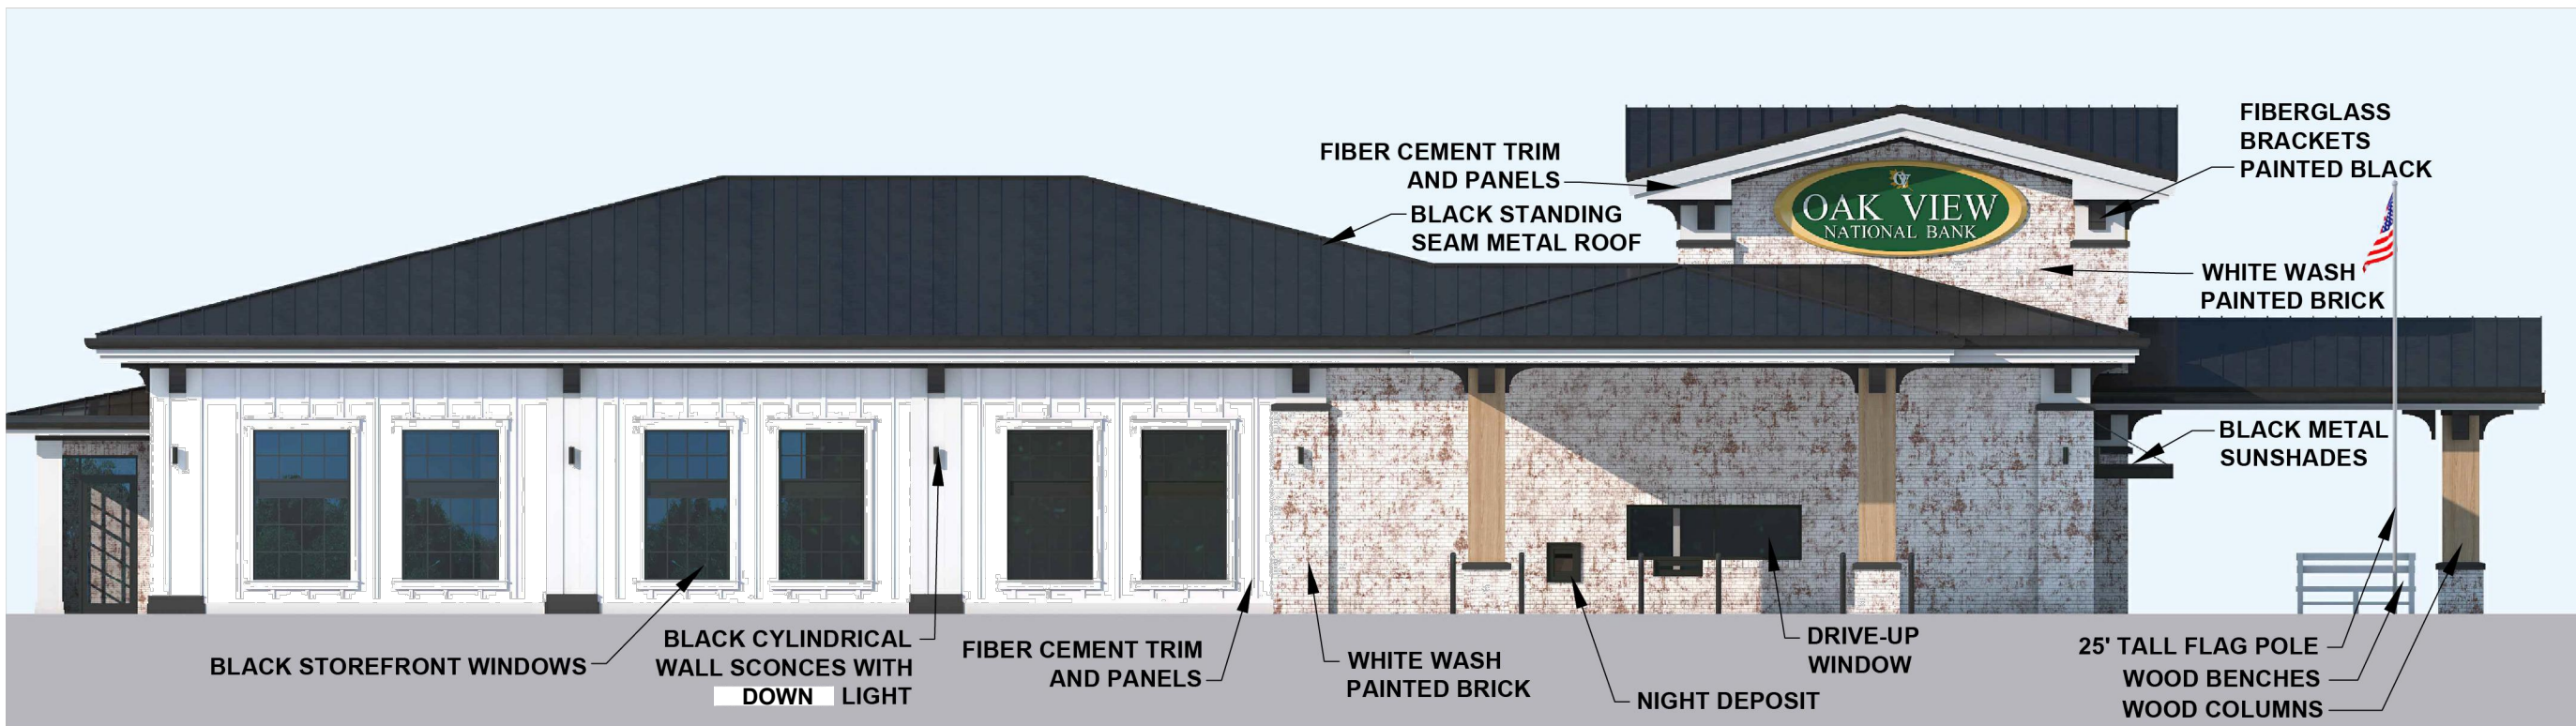 FIBERGLASS
BRACKETS
PAINTED BLACK
FIBER CEMENT TRIM
AND PANELS
BLACK STANDING
SEAM METAL ROOF
OV
OAK VIEW
NATIONAL BANK
WHITE WASH
PAINTED BRICK
BLACK METAL
SUNSHADES
BLACK STOREFRONT WINDOWS
BLACK CYLINDRICAL
WALL SCONCES WITH
DOWN LIGHT
FIBER CEMENT TRIM
AND PANELS
WHITE WASH
PAINTED BRICK
NIGHT DEPOSIT
DRIVE-UP
WINDOW
25' TALL FLAG POLE
WOOD BENCHES
WOOD COLUMNS